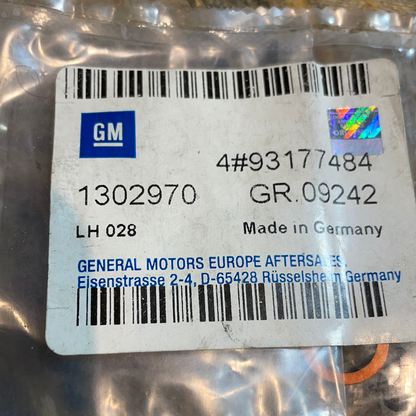 GM
4#93177484
1302970 GR.09242
LH 028 Made in Germany
GENERAL MOTORS EUROPE AFTERSALES
Eisenstrasse 2-4, D-65428 Rüsselsheim Germany